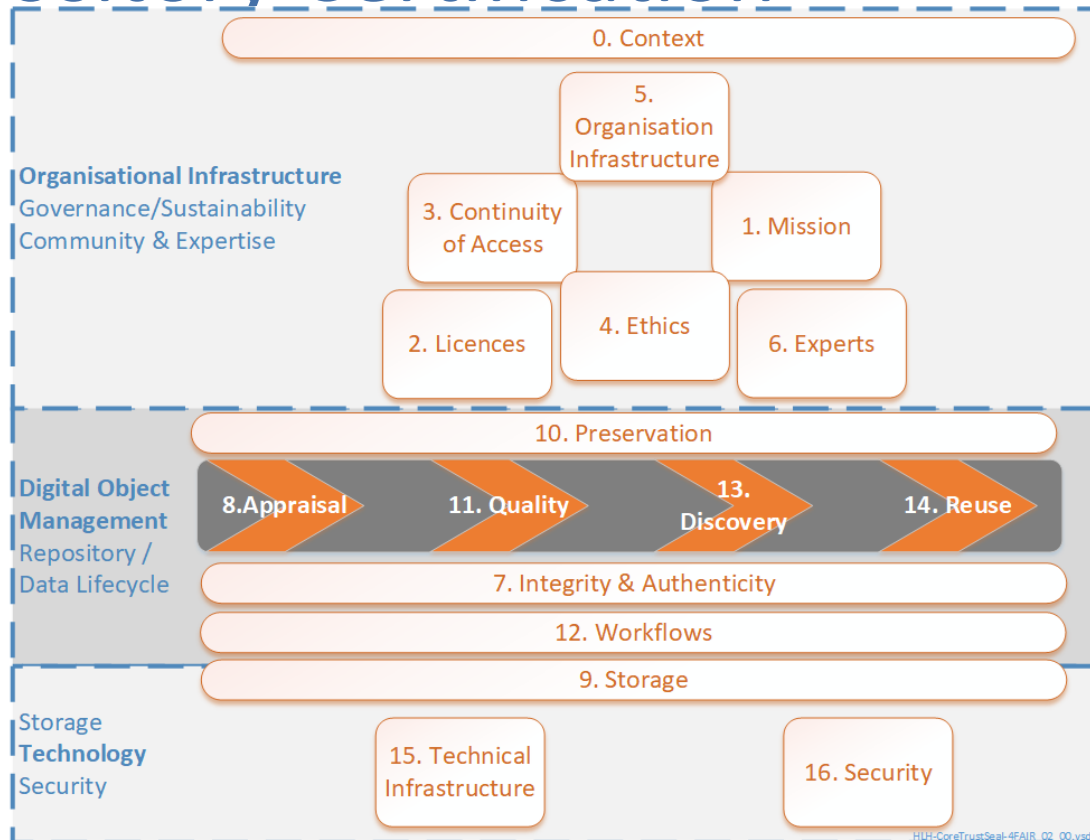 0. Context
5.
Organisation
Infrastructure
Organisational Infrastructure
Governance/Sustainability
Community & Expertise
3. Continuity
of Access
1. Mission
2. Licences
4. Ethics
6. Experts
10. Preservation
Digital Object
Management
Repository /
Data Lifecycle
8.Appraisal
11. Quality
13.
Discovery
14. Reuse
7. Integrity & Authenticity
12. Workflows
9. Storage
Storage
Technology
Security
15. Technical
Infrastructure
16. Security